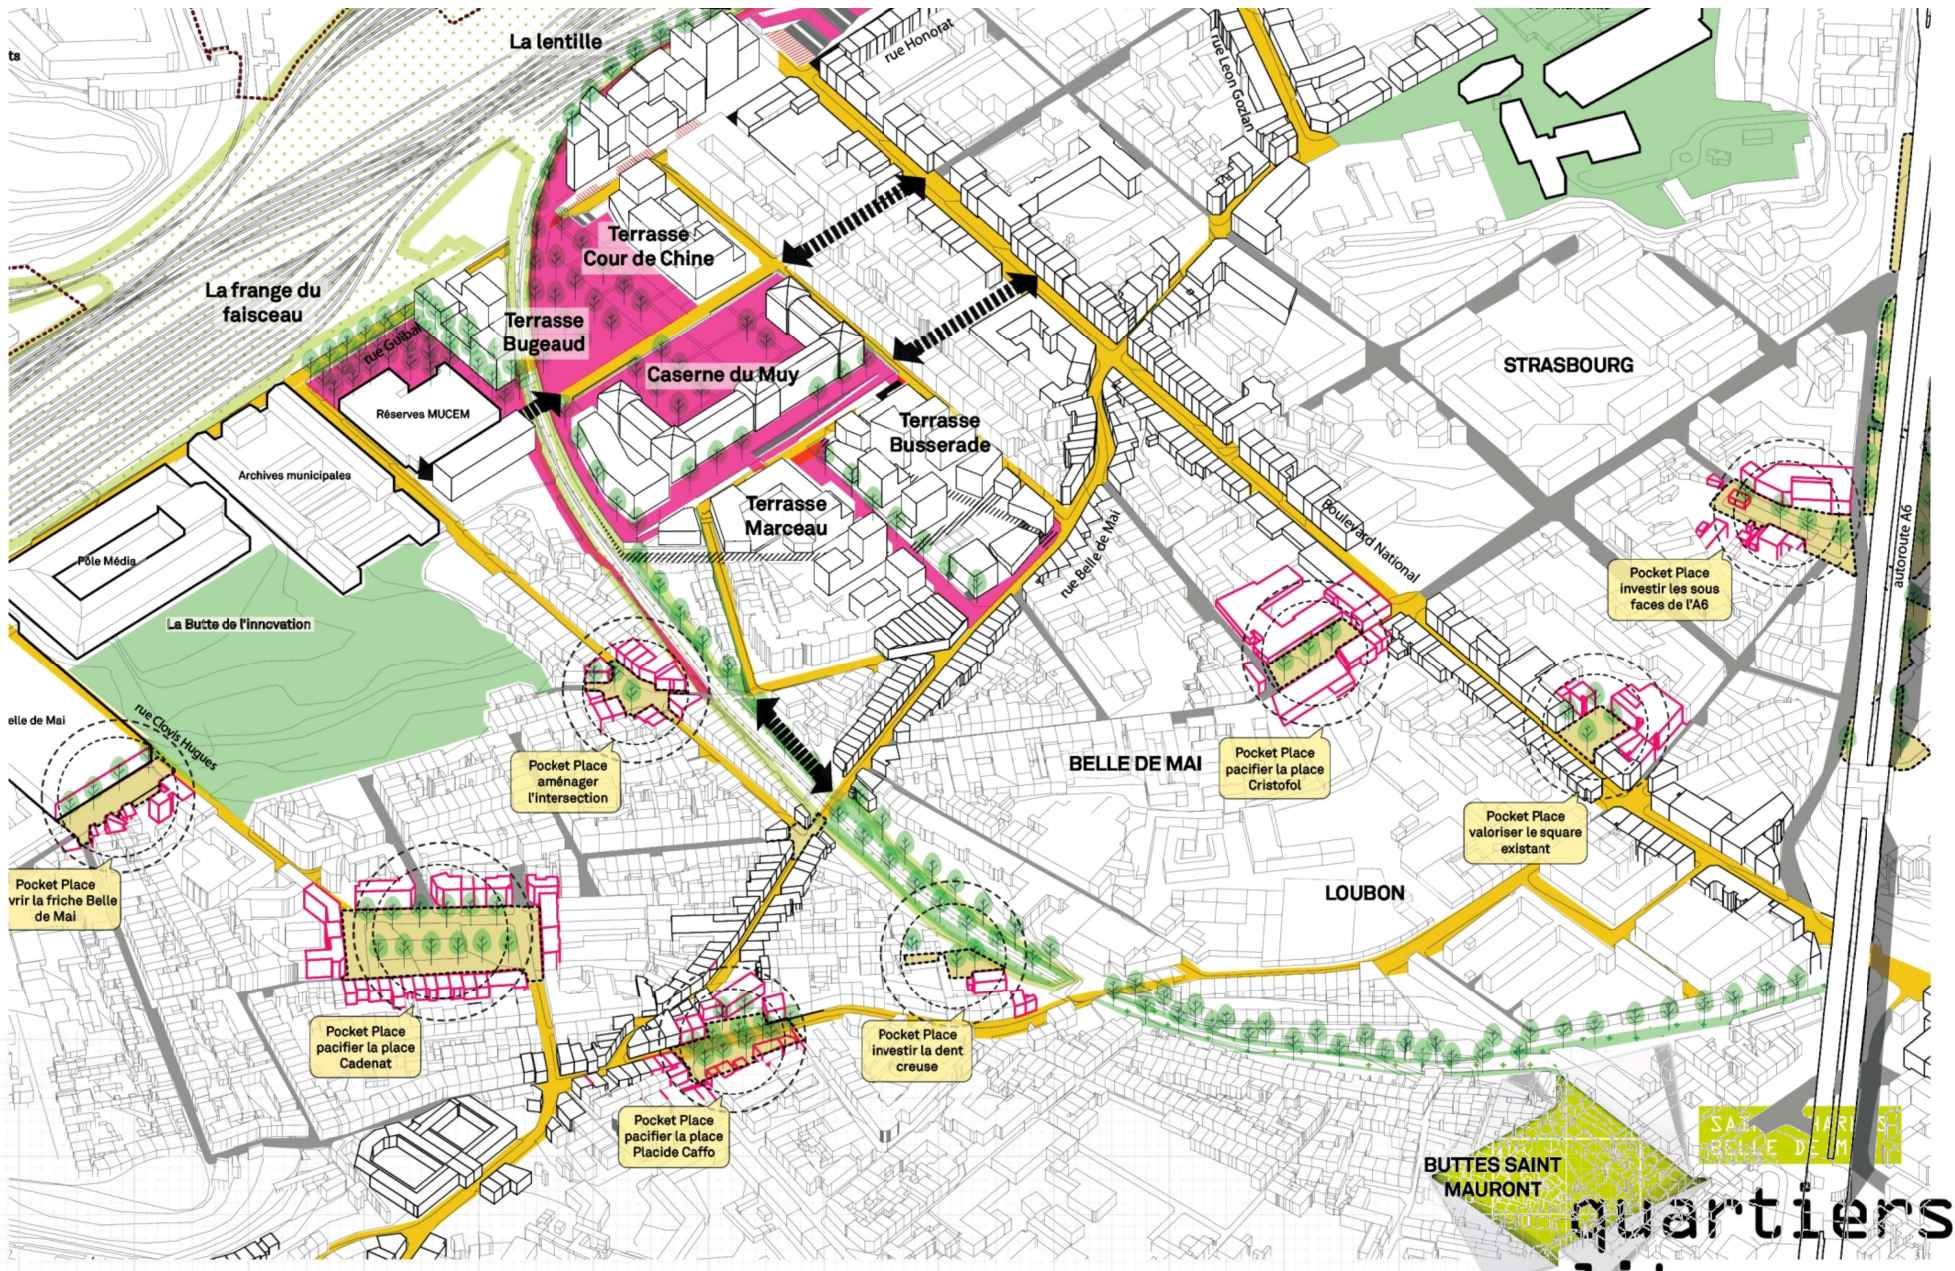 ts
La lentille
rue Honorat
rue Leon Gozlan
Terrasse
Cour de Chine
La frange du
faisceau
Terrasse
Bugeaud
rue Guibal
Caserne du Muy
STRASBOURG
Réserves MUCEM
Terrasse
Busserade
Archives municipales
Terrasse
Marceau
Boulevard National
autoroute A6
Pôle Média
rue Belle de Mai
Pocket Place
investir les sous
faces de l'A6
La Butte de l'innovation
elle de Mai
rue Clovis Hugues
Pocket Place
aménager
l'intersection
BELLE DE MAI
Pocket Place
pacifier la place
Cristofol
Pocket Place
valoriser le square
existant
Pocket Place
vrir la friche Belle
de Mai
LOUBON
Pocket Place
pacifier la place
Cadenat
Pocket Place
investir la dent
creuse
Pocket Place
pacifier la place
Placide Caffo
BUTTES SAINT
MAURONT
BELLE DE M
quartiers